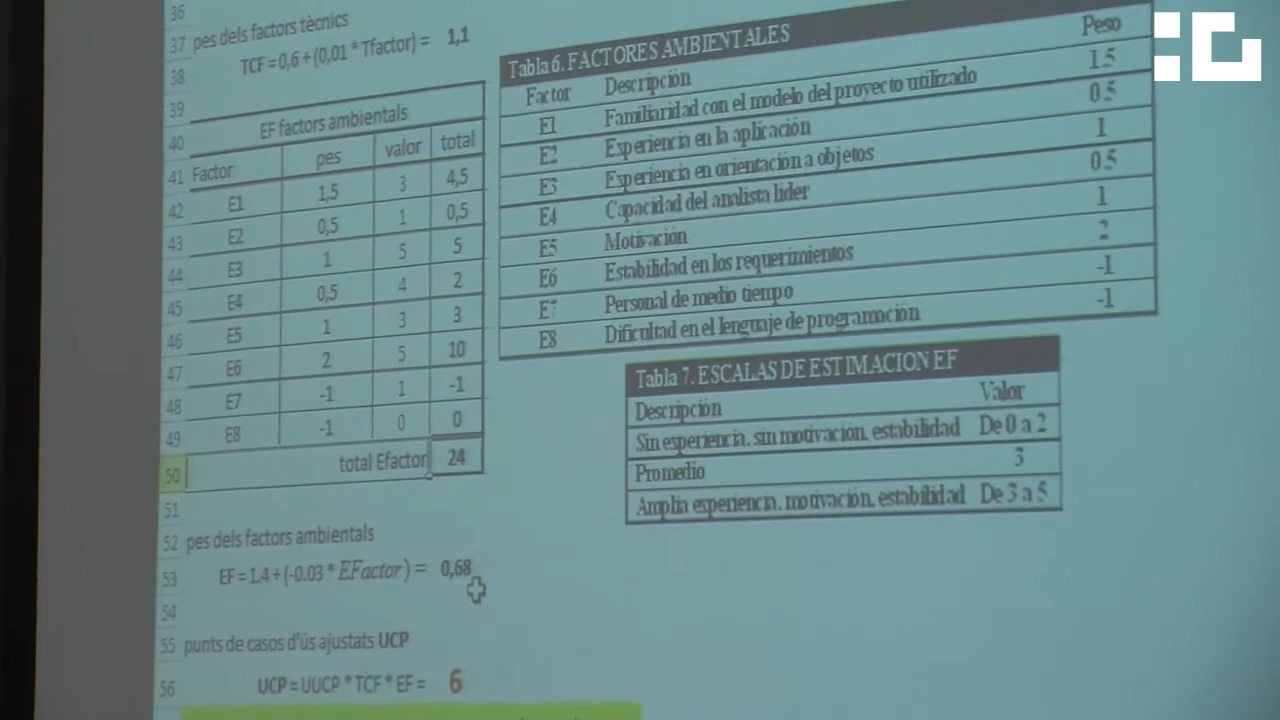 36
37 pes dels factors tècnics
38 TCF = 0,6 + (0,01 * Tfactor) = 1,1
39
40 EF factors ambientals
41 Factor pes valor total
42 E1 1,5 3 4,5
43 E2 0,5 1 0,5
44 E3 1 5 5
45 E4 0,5 4 2
46 E5 1 3 3
47 E6 2 5 10
48 E7 -1 1 -1
49 E8 -1 0 0
50 total Efactor 24
51
52 pes dels factors ambientals
53 EF = 1.4 + (-0.03 * EFactor) = 0,68
54
55 punts de casos d'ús ajustats UCP
56 UCP = UUCP * TCF * EF = 6
Tabla 6. FACTORES AMBIENTALES
Factor Descripción Peso
E1 Familiaridad con el modelo del proyecto utilizado 1.5
E2 Experiencia en la aplicación 0.5
E3 Experiencia en orientación a objetos 1
E4 Capacidad del analista líder 0.5
E5 Motivación 1
E6 Estabilidad en los requerimientos 2
E7 Personal de medio tiempo -1
E8 Dificultad en el lenguaje de programación -1
Tabla 7. ESCALAS DE ESTIMACION EF
Descripción Valor
Sin experiencia, sin motivación, estabilidad De 0 a 2
Promedio 3
Amplia experiencia, motivación, estabilidad De 3 a 5